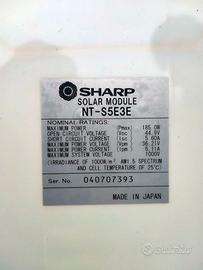 SHARP
SOLAR MODULE
NT-S5E3E
NOMINAL RATINGS:
MAXIMUM POWER (Pmax) 185.0W
OPEN CIRCUIT VOLTAGE (Voc) 44.9V
SHORT CIRCUIT CURRENT (Isc) 5.60A
MAXIMUM POWER VOLTAGE (Vpm) 36.21V
MAXIMUM POWER CURRENT (Ipm) 5.11A
MAXIMUM SYSTEM VOLTAGE 1000V
(IRRADIANCE OF 1000W/m², AM1.5 SPECTRUM
AND CELL TEMPERATURE OF 25°C)
Ser. No. 040707393
MADE IN JAPAN
subito